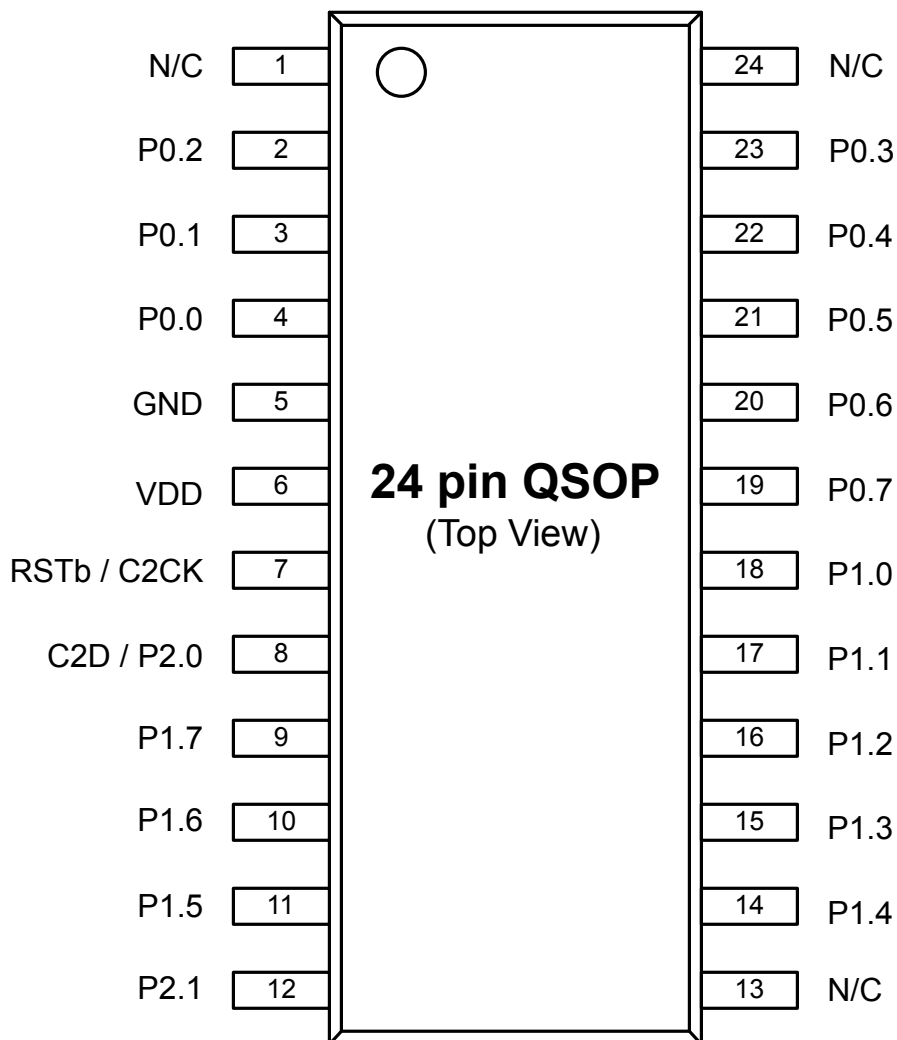 N/C 1 24 N/C
P0.2 2 23 P0.3
P0.1 3 22 P0.4
P0.0 4 21 P0.5
GND 5 20 P0.6
VDD 6 19 P0.7
24 pin QSOP
(Top View)
RSTb / C2CK 7 18 P1.0
C2D / P2.0 8 17 P1.1
P1.7 9 16 P1.2
P1.6 10 15 P1.3
P1.5 11 14 P1.4
P2.1 12 13 N/C